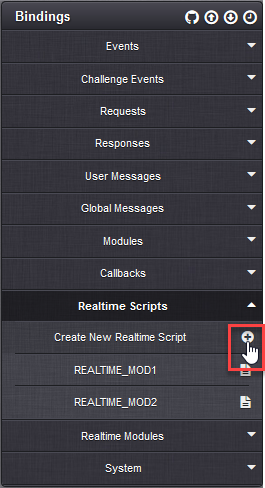 Bindings
Events
Challenge Events
Requests
Responses
User Messages
Global Messages
Modules
Callbacks
Realtime Scripts
Create New Realtime Script
REALTIME_MOD1
REALTIME_MOD2
Realtime Modules
System